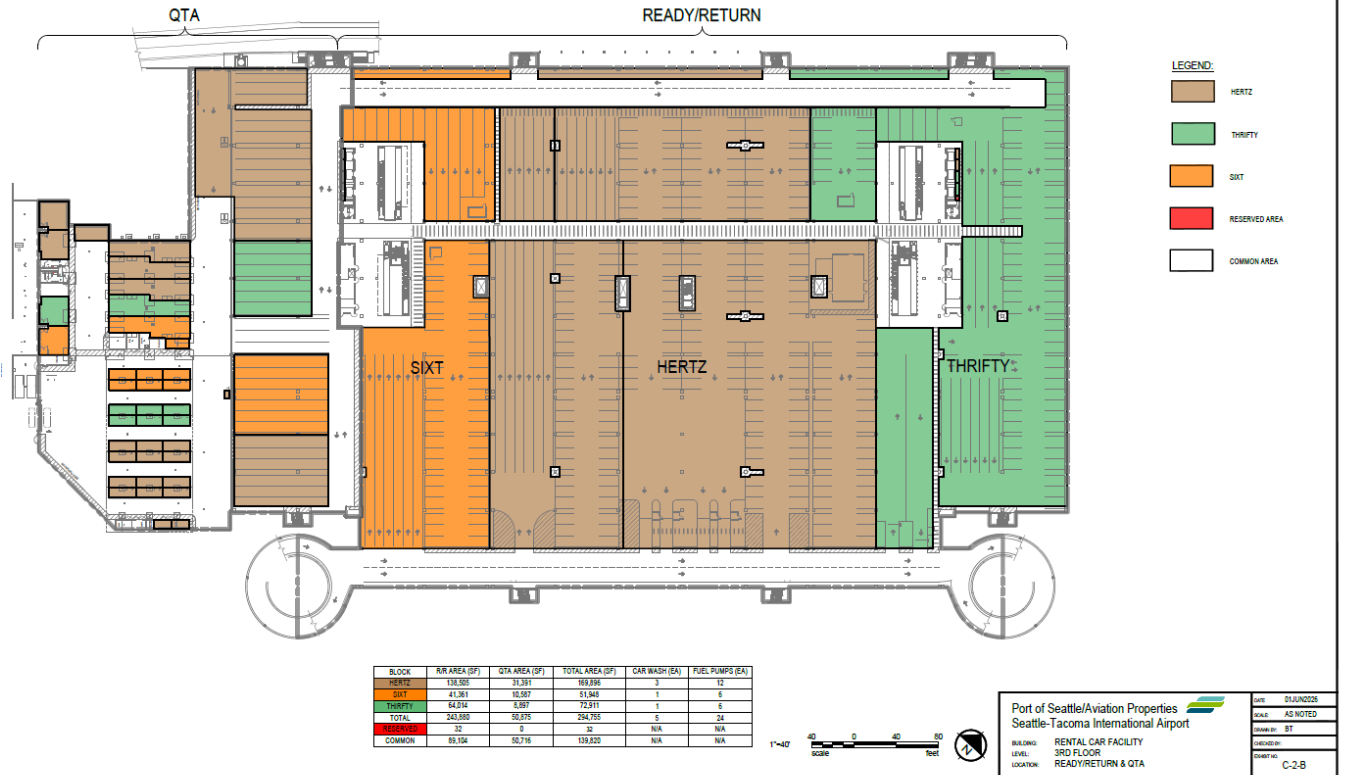 QTA
READY/RETURN
LEGEND:
HERTZ
THRIFTY
SIXT
RESERVED AREA
COMMON AREA
SIXT
HERTZ
THRIFTY
BLOCK R/R AREA (SF) QTA AREA (SF) TOTAL AREA (SF) CAR WASH (EA) FUEL PUMPS (EA)
HERTZ 138,505 31,391 169,896 3 12
SIXT 41,361 10,587 51,948 1 6
THRIFTY 64,014 8,897 72,911 1 6
TOTAL 243,880 50,875 294,755 5 24
RESERVED 32 0 32 N/A N/A
COMMON 89,104 50,716 139,820 N/A N/A
1"=40'
40 0 40 80
scale feet
N
Port of Seattle/Aviation Properties
Seattle-Tacoma International Airport
BUILDING: RENTAL CAR FACILITY
LEVEL: 3RD FLOOR
LOCATION: READY/RETURN & QTA
DATE 01JUN2026
SCALE AS NOTED
DRAWN BY: BT
CHECKED BY:
EXHIBIT NO. C-2-B